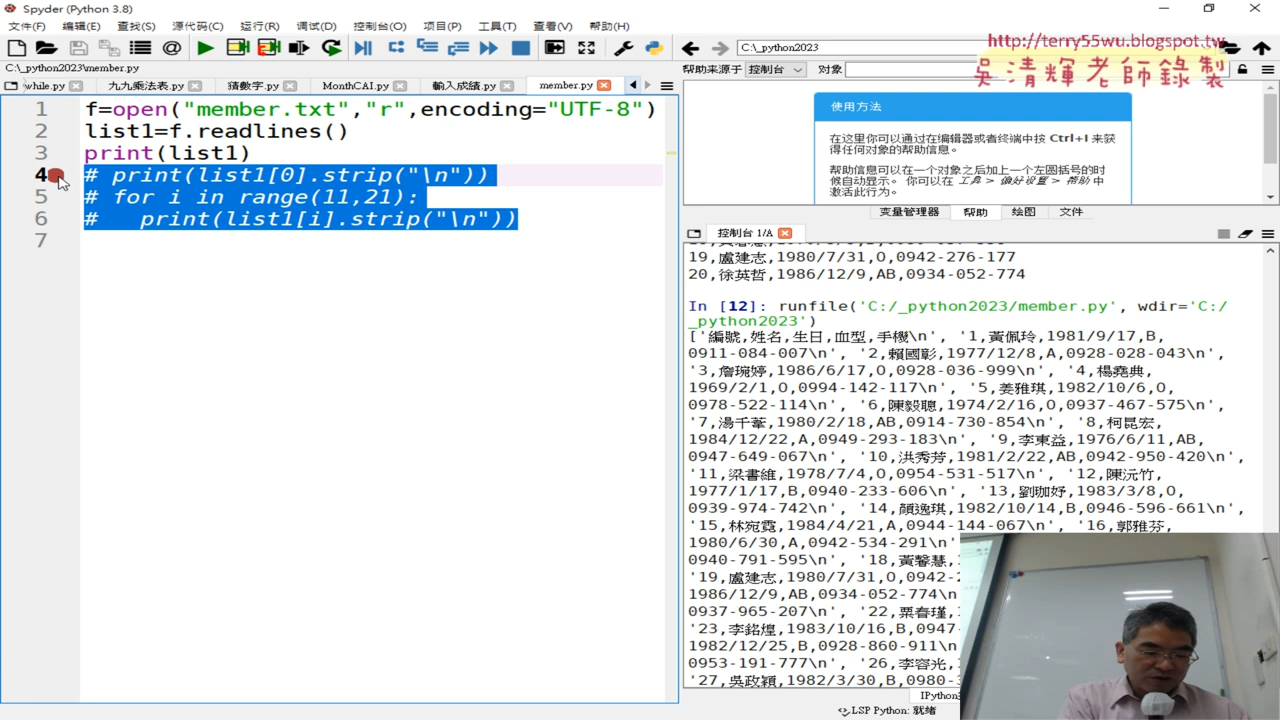 Spyder (Python 3.8)
文件(F) 编辑(E) 查找(S) 源代码(C) 运行(R) 调试(D) 控制台(O) 项目(P) 工具(T) 查看(V) 帮助(H)
C:\_python2023
http://terry55wu.blogspot.tw
吳清輝老師錄製
C:\_python2023\member.py
帮助来源于 控制台 对象
while.py 九九乘法表.py 猜數字.py MonthCAI.py 輸入成績.py member.py
1 f=open("member.txt","r",encoding="UTF-8")
2 list1=f.readlines()
3 print(list1)
4 # print(list1[0].strip("\n"))
5 # for i in range(11,21):
6 #   print(list1[i].strip("\n"))
7
使用方法
在这里你可以通过在编辑器或者终端中按 Ctrl+I 来获
得任何对象的帮助信息。
帮助信息可以在一个对象之后加上一个左圆括号的时
候自动显示。 你可以在 工具 > 偏好设置 > 帮助 中
激活此行为。
变量管理器 帮助 绘图 文件
控制台 1/A
19,盧建志,1980/7/31,O,0942-276-177
20,徐英哲,1986/12/9,AB,0934-052-774
In [12]: runfile('C:/_python2023/member.py', wdir='C:/
_python2023')
['編號,姓名,生日,血型,手機\n', '1,黃佩玲,1981/9/17,B,
0911-084-007\n', '2,賴國彰,1977/12/8,A,0928-028-043\n',
'3,詹琬婷,1986/6/17,O,0928-036-999\n', '4,楊堯典,
1969/2/1,O,0994-142-117\n', '5,姜雅琪,1982/10/6,O,
0978-522-114\n', '6,陳毅聰,1974/2/16,O,0937-467-575\n',
'7,湯千葦,1980/2/18,AB,0914-730-854\n', '8,柯昆宏,
1984/12/22,A,0949-293-183\n', '9,李東益,1976/6/11,AB,
0947-649-067\n', '10,洪秀芳,1981/2/22,AB,0942-950-420\n',
'11,梁書維,1978/7/4,O,0954-531-517\n', '12,陳沅竹,
1977/1/17,B,0940-233-606\n', '13,劉珈妤,1983/3/8,O,
0939-974-742\n', '14,顏逸琪,1982/10/14,B,0946-596-661\n',
'15,林宛霓,1984/4/21,A,0944-144-067\n', '16,郭雅芬,
1980/6/30,A,0942-534-291\n'
0940-791-595\n', '18,黃馨慧,
'19,盧建志,1980/7/31,O,0942-
1986/12/9,AB,0934-052-774\n
0937-965-207\n', '22,粟春瑾,
'23,李銘煌,1983/10/16,B,0947-
1982/12/25,B,0928-860-911\n
0953-191-777\n', '26,李容光,
'27,吳政穎,1982/3/30,B,0980-
IPython
LSP Python: 就绪